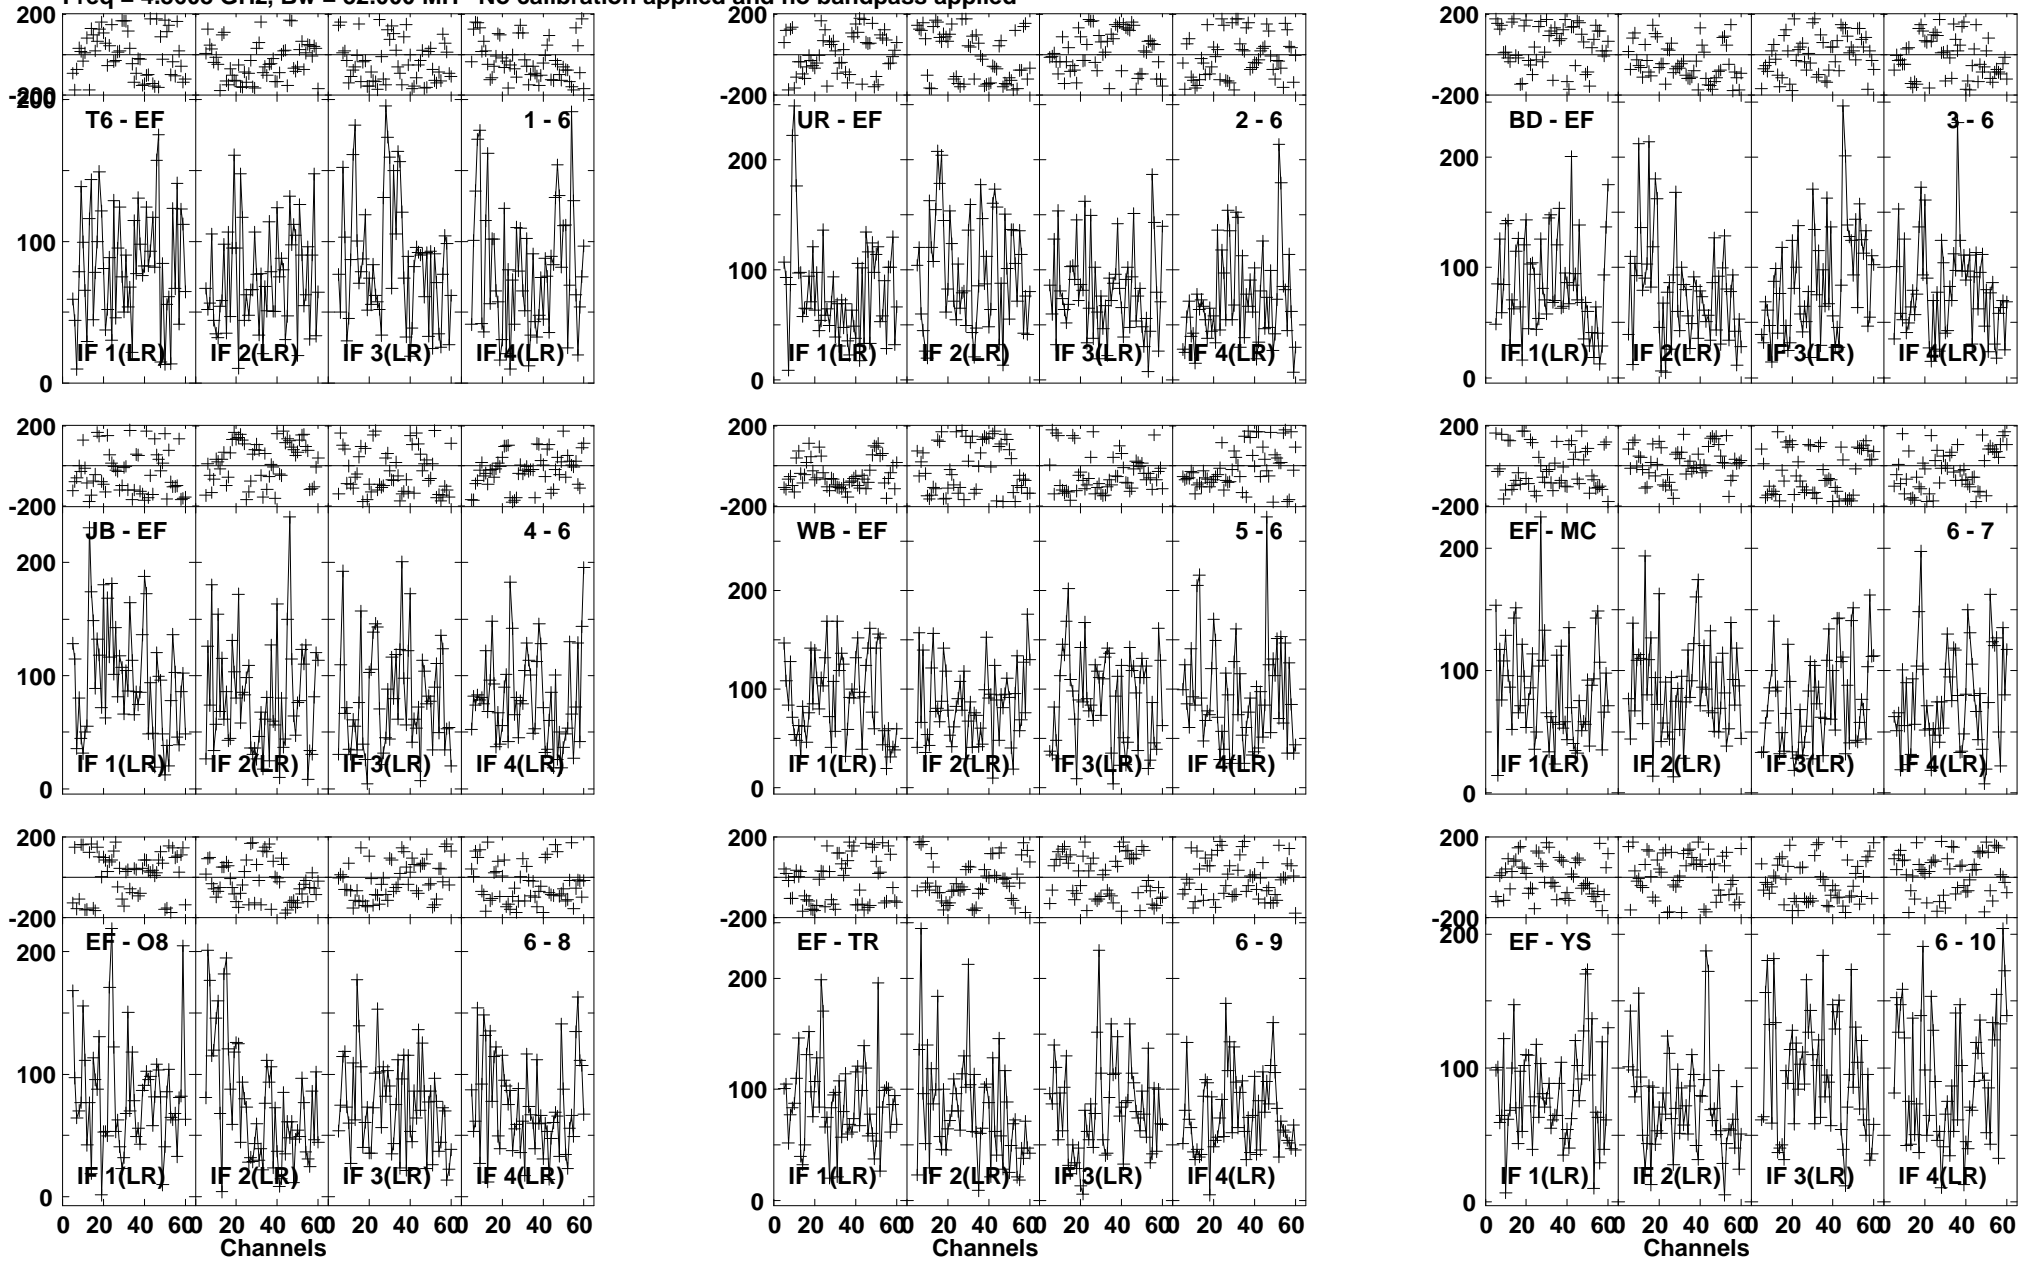 No calibration applied and no bandpass applied
200 200 200
-200 -200 -200
200
T6 - EF 1 - 6 UR - EF 2 - 6 BD - EF 3 - 6
200 200
100 100 100
IF 1(LR) IF 2(LR) IF 3(LR) IF 4(LR) IF 1(LR) IF 2(LR) IF 3(LR) IF 4(LR) IF 1(LR) IF 2(LR) IF 3(LR) IF 4(LR)
0 0 0
200 200 200
-200 -200 -200
JB - EF 4 - 6 WB - EF 5 - 6 EF - MC 6 - 7
200 200 200
100 100 100
IF 1(LR) IF 2(LR) IF 3(LR) IF 4(LR) IF 1(LR) IF 2(LR) IF 3(LR) IF 4(LR) IF 1(LR) IF 2(LR) IF 3(LR) IF 4(LR)
0 0 0
200 200 200
-200 -200 -200
EF - O8 6 - 8 EF - TR 6 - 9 EF - YS 6 - 10
200 200 200
100 100 100
IF 1(LR) IF 2(LR) IF 3(LR) IF 4(LR) IF 1(LR) IF 2(LR) IF 3(LR) IF 4(LR) IF 1(LR) IF 2(LR) IF 3(LR) IF 4(LR)
0 0 0
0 20 40 60 0 20 40 60 0 20 40 60 0 20 40 60 0 20 40 60 0 20 40 60 0 20 40 60 0 20 40 60 0 20 40 60 0 20 40 60 0 20 40 60 0 20 40 60
Channels Channels Channels